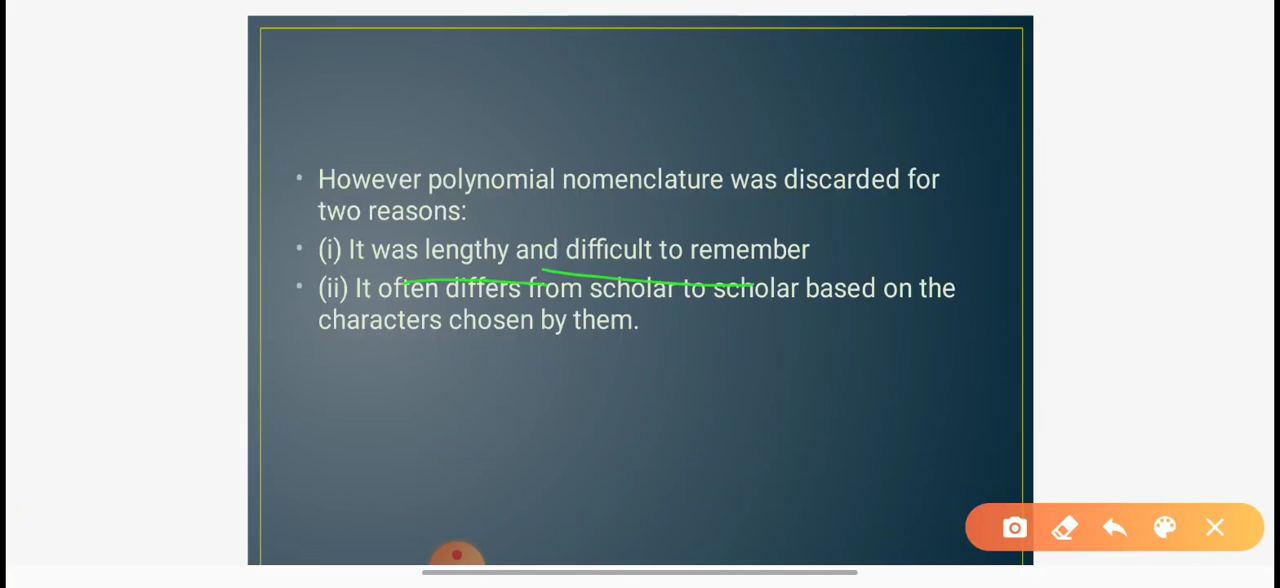 However polynomial nomenclature was discarded for
two reasons:
(i) It was lengthy and difficult to remember
(ii) It often differs from scholar to scholar based on the
characters chosen by them.